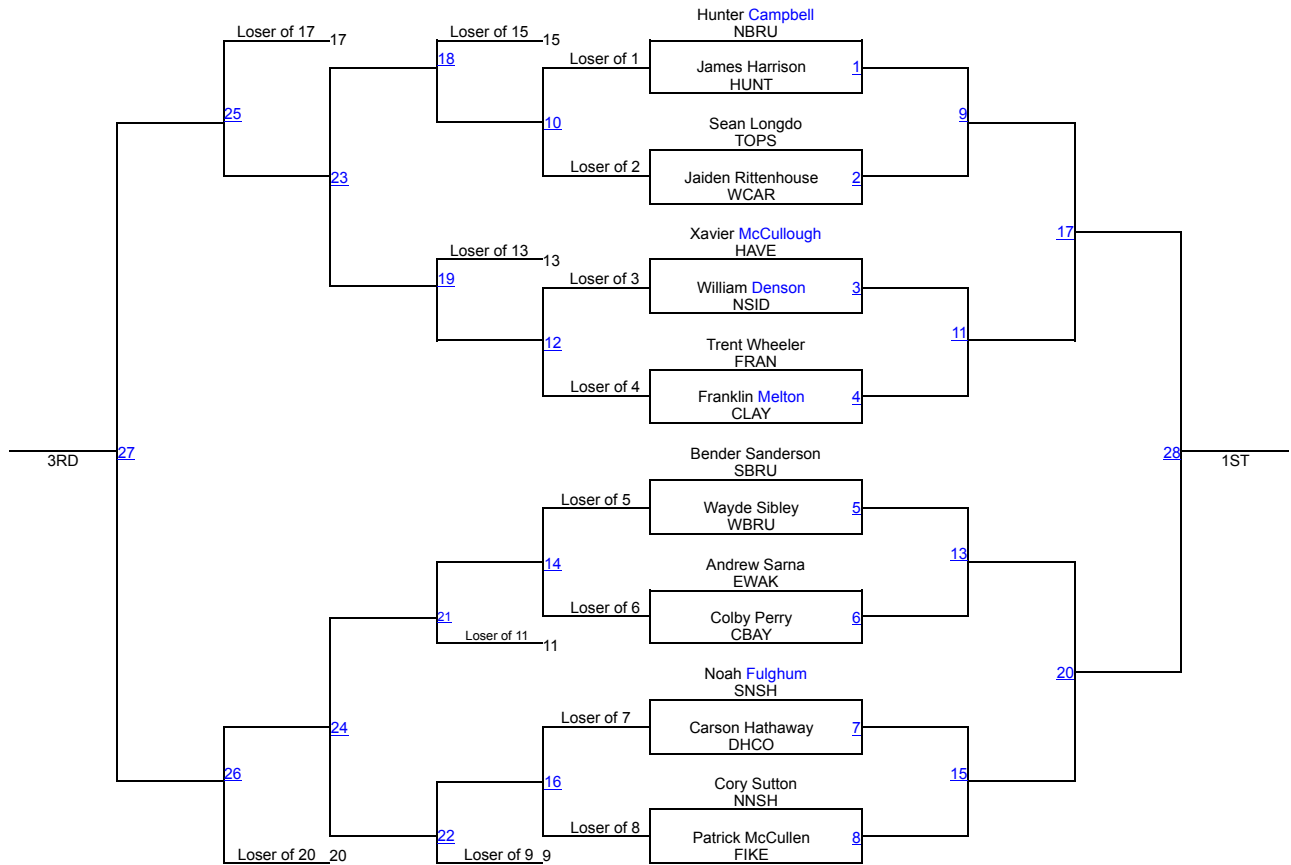 Hunter Campbell
Loser of 17 17
Loser of 15 15
NBRU
18
Loser of 1
James Harrison
1
HUNT
25
10
9
Sean Longdo
TOPS
Loser of 2
23
Jaiden Rittenhouse
2
WCAR
Xavier McCullough
17
Loser of 13 13
HAVE
19
Loser of 3
William Denson
3
NSID
12
11
Trent Wheeler
FRAN
Loser of 4
Franklin Melton
4
CLAY
3RD
27
Bender Sanderson
28
1ST
SBRU
Loser of 5
Wayde Sibley
5
WBRU
14
13
Andrew Sarna
EWAK
21
Loser of 6
Colby Perry
6
CBAY
Loser of 11 11
Noah Fulghum
20
SNSH
24
Loser of 7
Carson Hathaway
7
DHCO
26
16
15
Cory Sutton
NNSH
22
Loser of 8
Patrick McCullen
8
FIKE
Loser of 20 20
Loser of 9 9